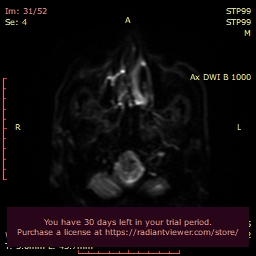 Im: 31/52
Se: 4
A
STP99
STP99
M
Ax DWI B 1000
R
L
You have 30 days left in your trial period.
Purchase a license at https://radiantviewer.com/store/